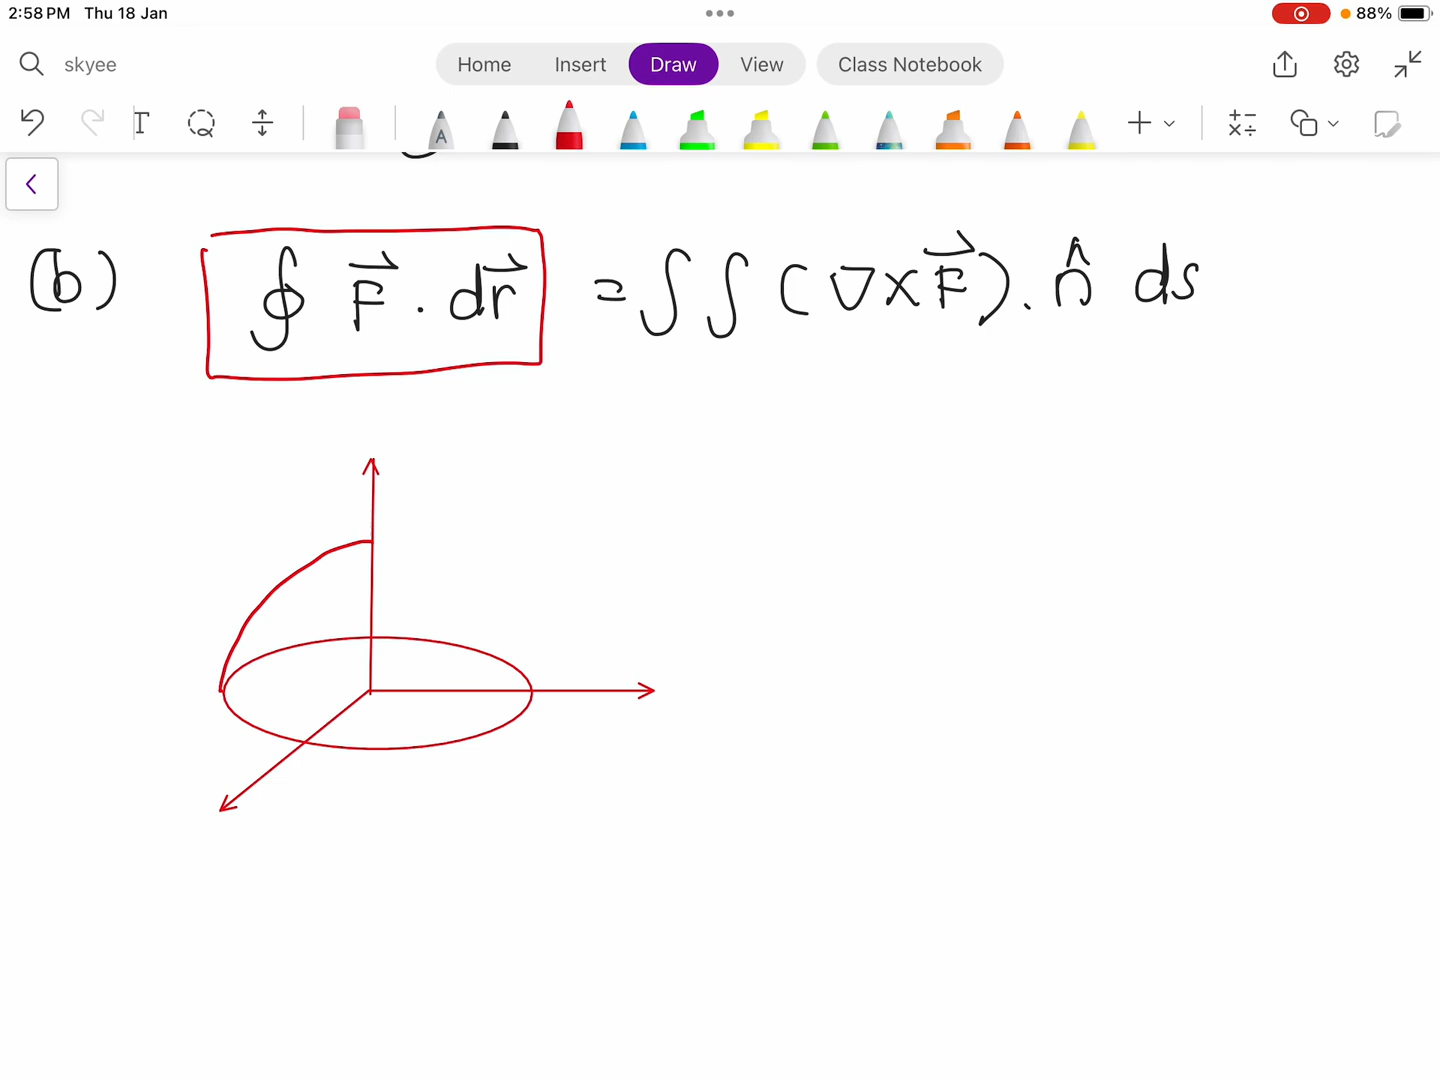 2:58 PM Thu 18 Jan 88%
skyee Home Insert Draw View Class Notebook
T A
(b) ∮ F⃗ . dr⃗ = ∫∫ (∇×F⃗) . n̂ ds